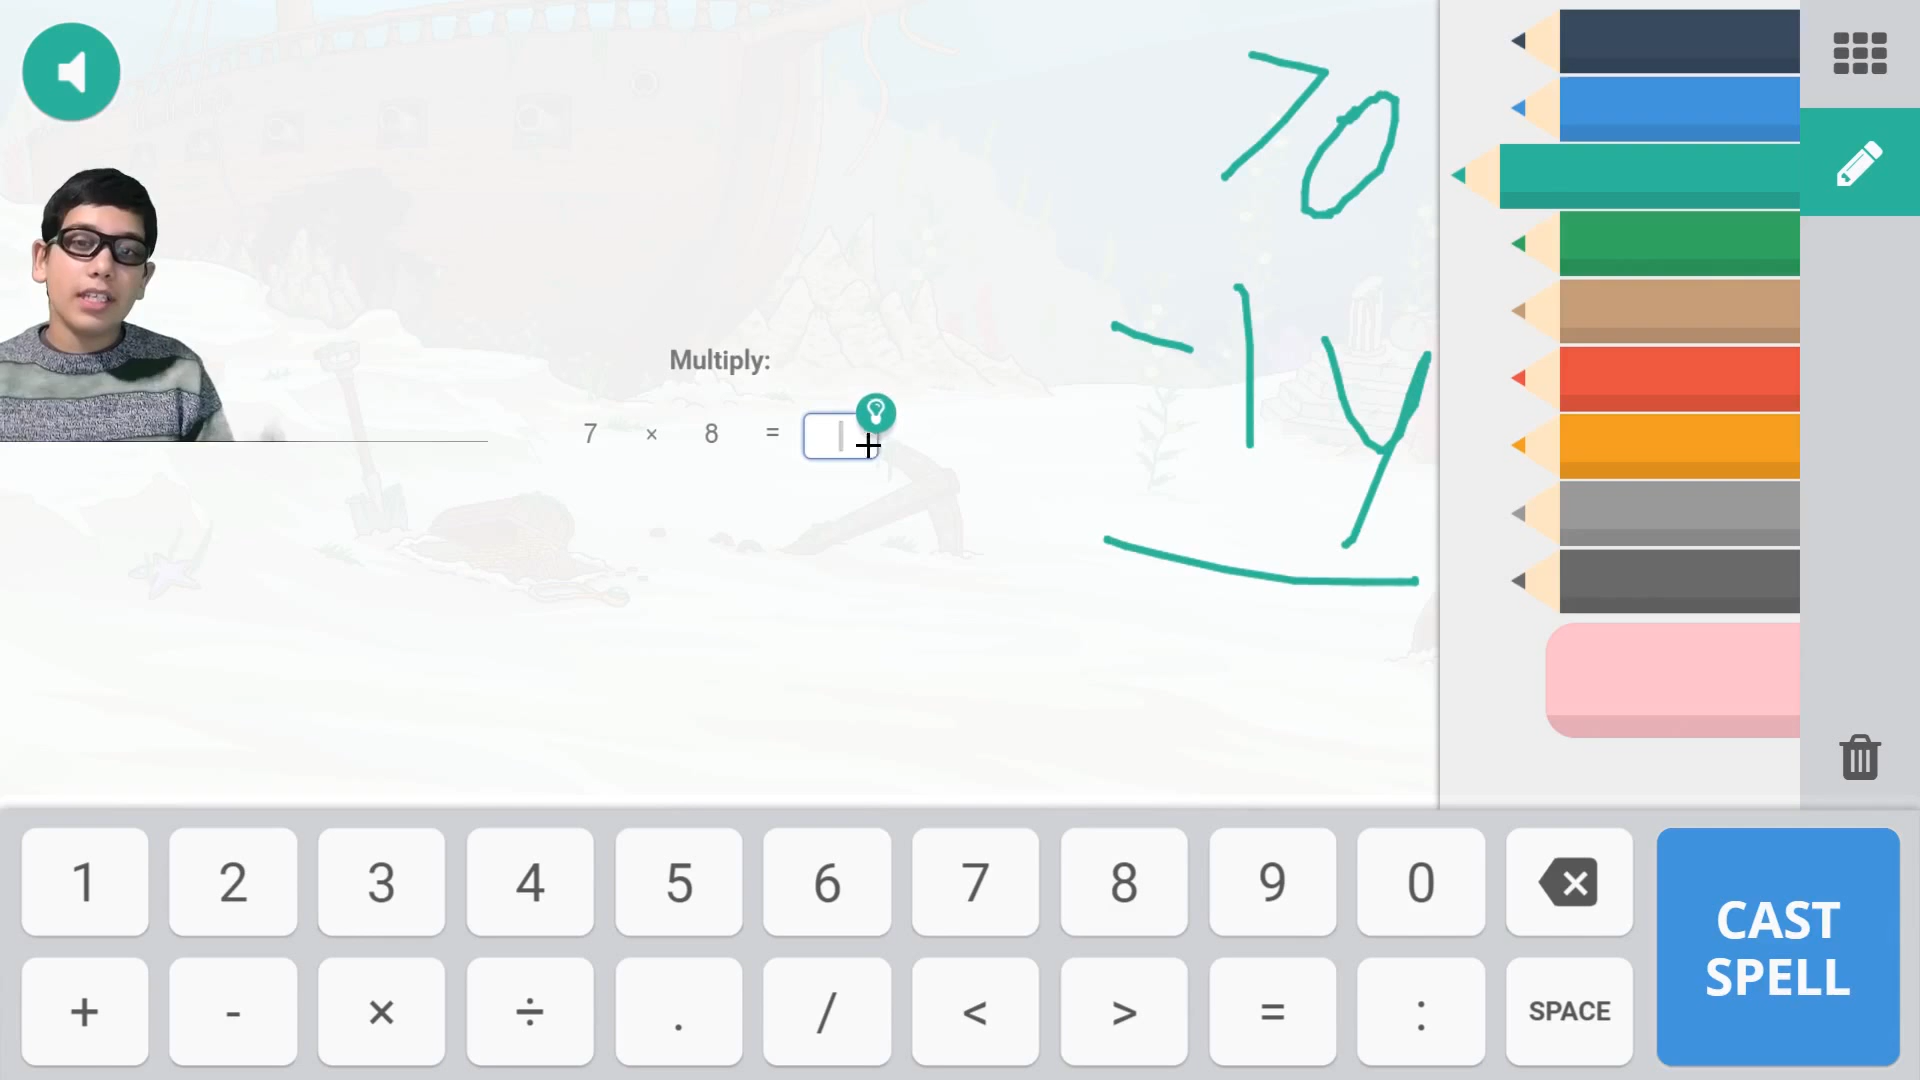 70
-14
Multiply:
7 × 8 =
1 2 3 4 5 6 7 8 9 0
+ - × ÷ . / < > = : SPACE
CAST
SPELL